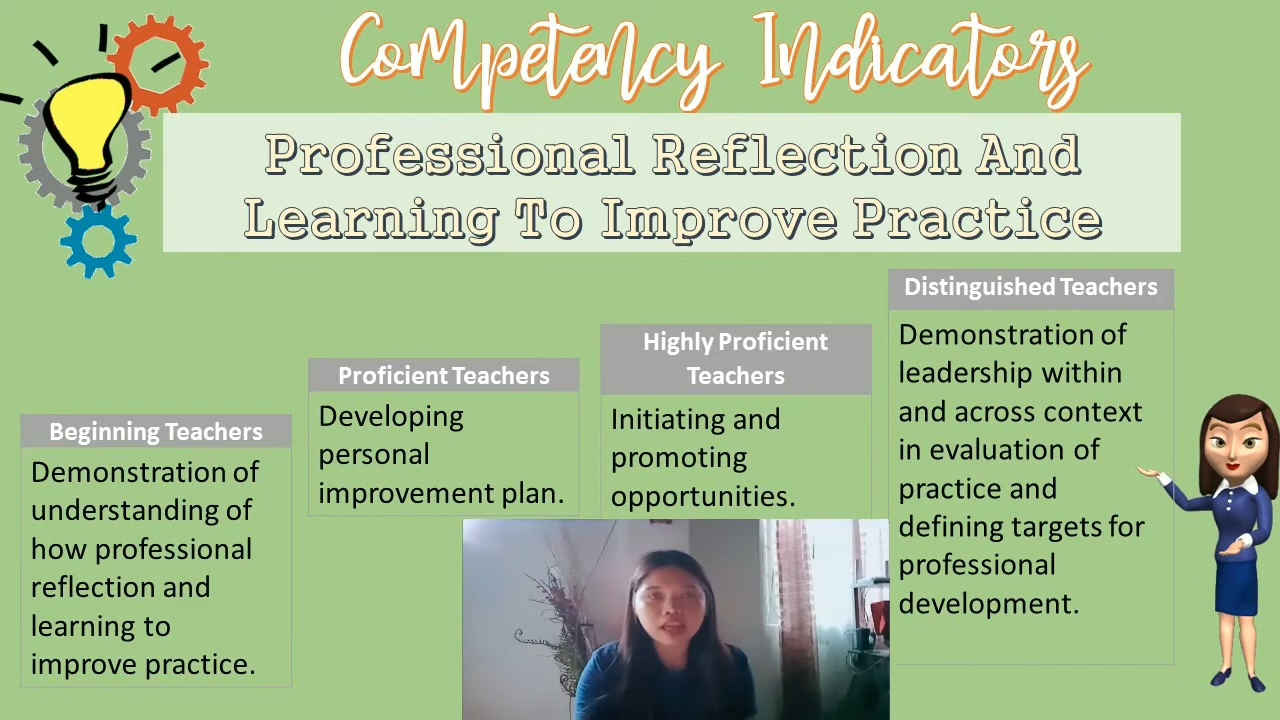 Competency Indicators
Professional Reflection And
Learning To Improve Practice
Beginning Teachers
Demonstration of
understanding of
how professional
reflection and
learning to
improve practice.
Proficient Teachers
Developing
personal
improvement plan.
Highly Proficient
Teachers
Initiating and
promoting
opportunities.
Distinguished Teachers
Demonstration of
leadership within
and across context
in evaluation of
practice and
defining targets for
professional
development.